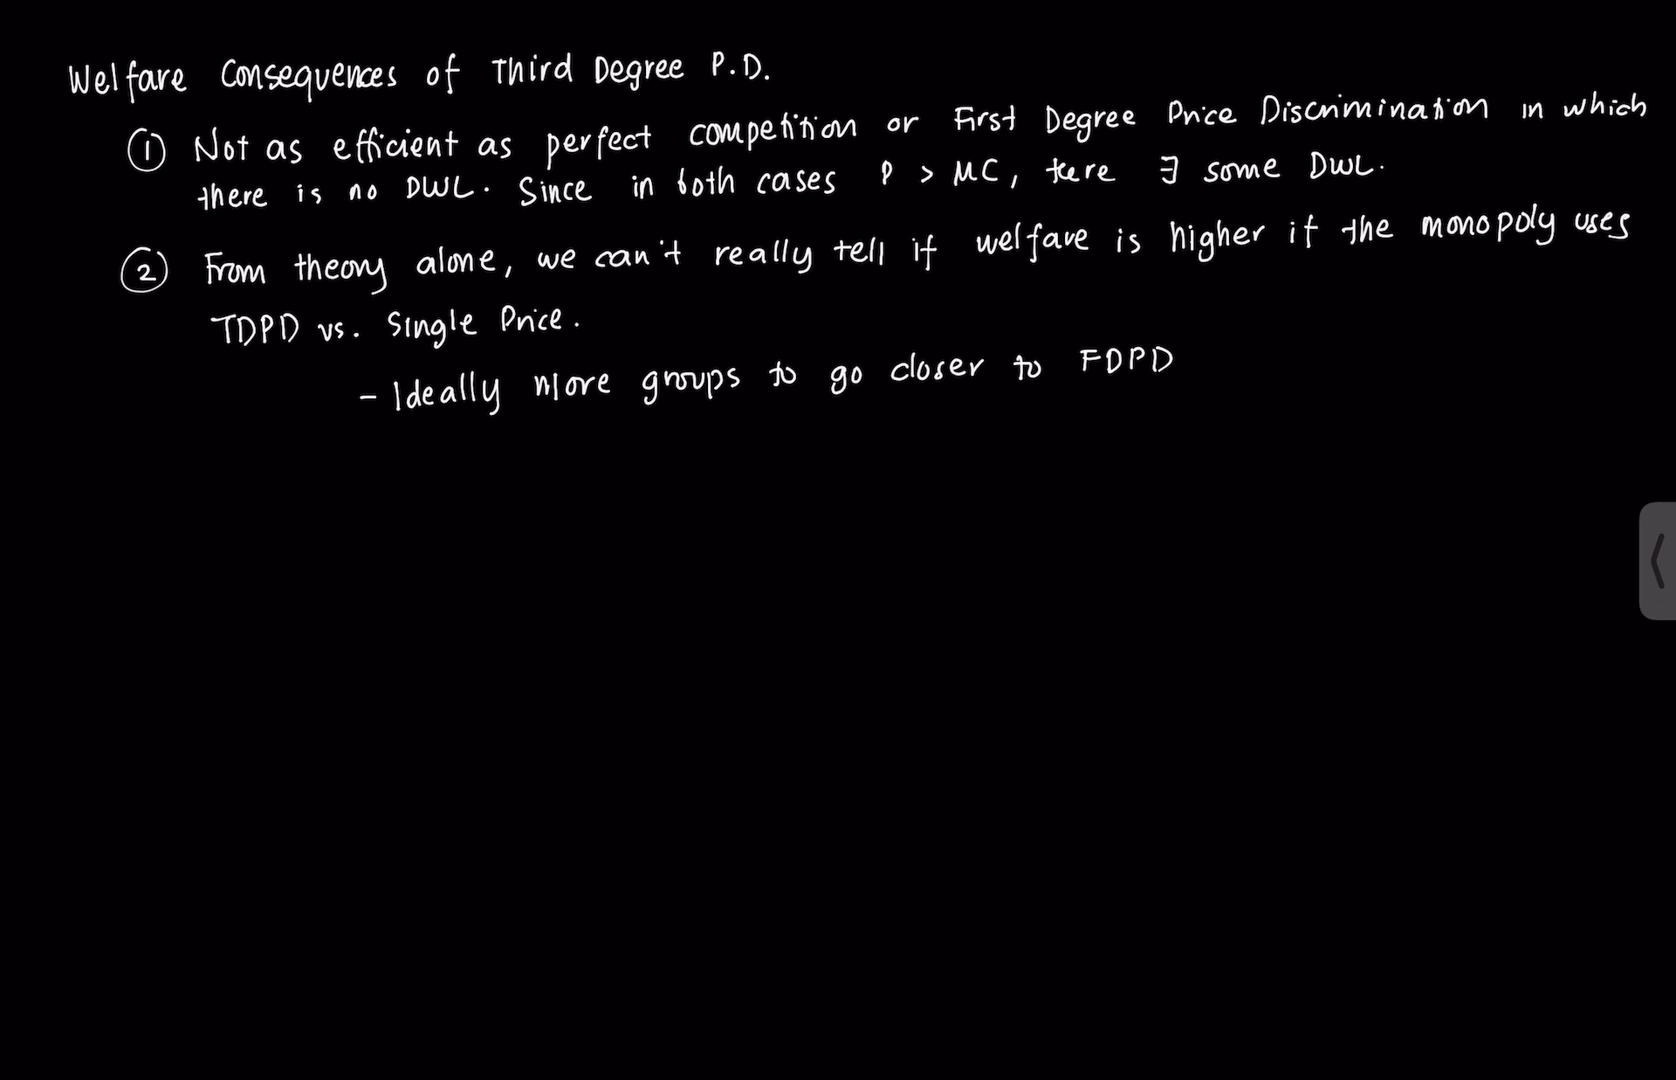 Welfare Consequences of Third Degree P.D.
① Not as efficient as perfect competition or First Degree Price Discrimination in which
there is no DWL. Since in both cases P > MC, there ∃ some DWL.
② From theory alone, we can't really tell if welfare is higher if the monopoly uses
TDPD vs. Single Price.
- Ideally more groups to go closer to FDPD